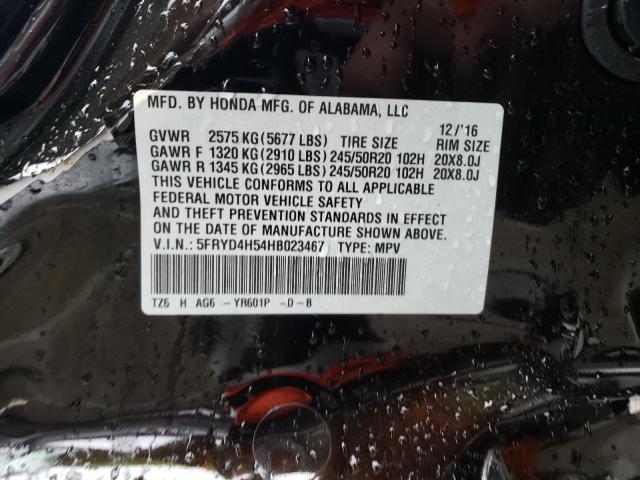 MFD. BY HONDA MFG. OF ALABAMA, LLC
12/'16
GVWR 2575 KG (5677 LBS) TIRE SIZE RIM SIZE
GAWR F 1320 KG (2910 LBS) 245/50R20 102H 20X8.0J
GAWR R 1345 KG (2965 LBS) 245/50R20 102H 20X8.0J
THIS VEHICLE CONFORMS TO ALL APPLICABLE
FEDERAL MOTOR VEHICLE SAFETY
AND THEFT PREVENTION STANDARDS IN EFFECT
ON THE DATE OF MANUFACTURE SHOWN ABOVE.
V.I.N.: 5FRYD4H54HB023467 TYPE: MPV
TZ6 H AG6 -YR601P -D-B